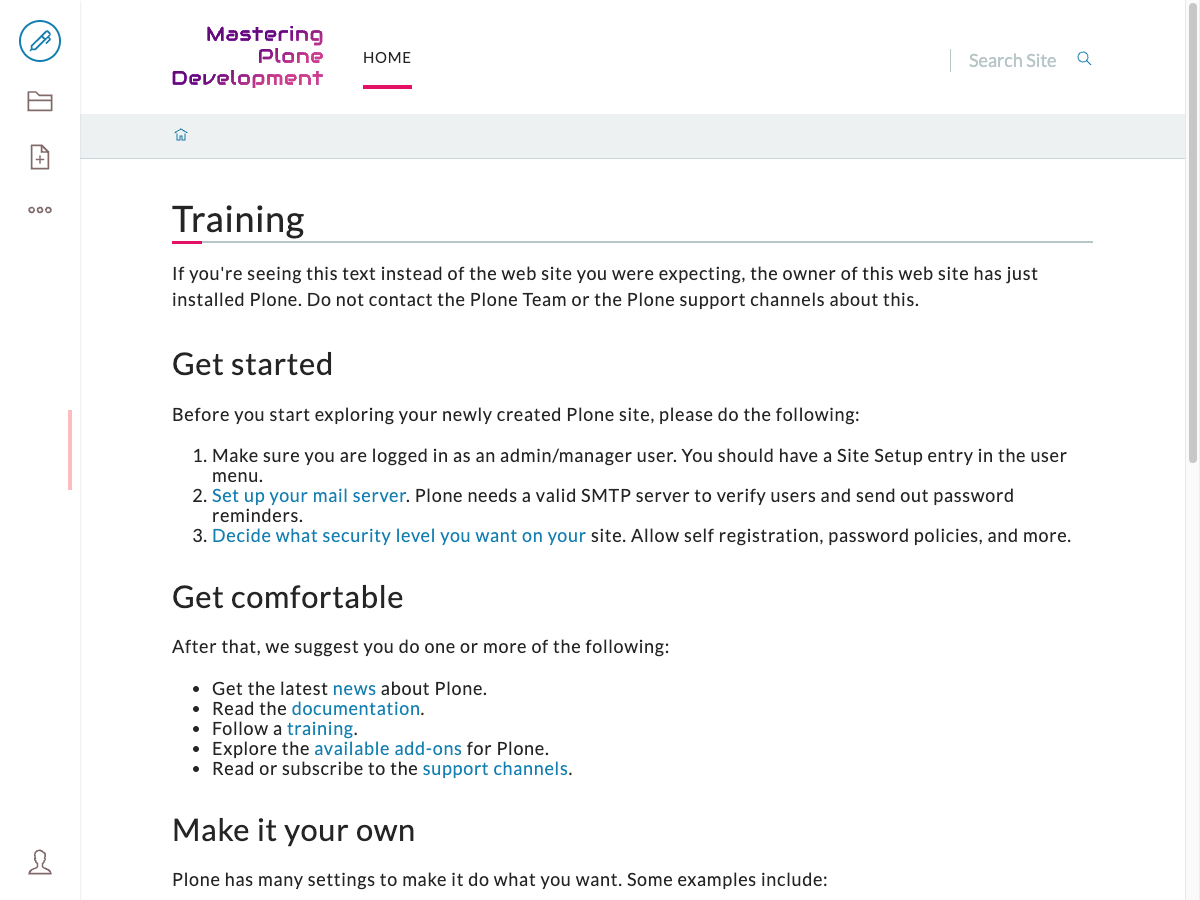 Mastering
Plone
Development
HOME
Search Site
Training
If you're seeing this text instead of the web site you were expecting, the owner of this web site has just
installed Plone. Do not contact the Plone Team or the Plone support channels about this.
Get started
Before you start exploring your newly created Plone site, please do the following:
1. Make sure you are logged in as an admin/manager user. You should have a Site Setup entry in the user
menu.
2. Set up your mail server. Plone needs a valid SMTP server to verify users and send out password
reminders.
3. Decide what security level you want on your site. Allow self registration, password policies, and more.
Get comfortable
After that, we suggest you do one or more of the following:
• Get the latest news about Plone.
• Read the documentation.
• Follow a training.
• Explore the available add-ons for Plone.
• Read or subscribe to the support channels.
Make it your own
Plone has many settings to make it do what you want. Some examples include: